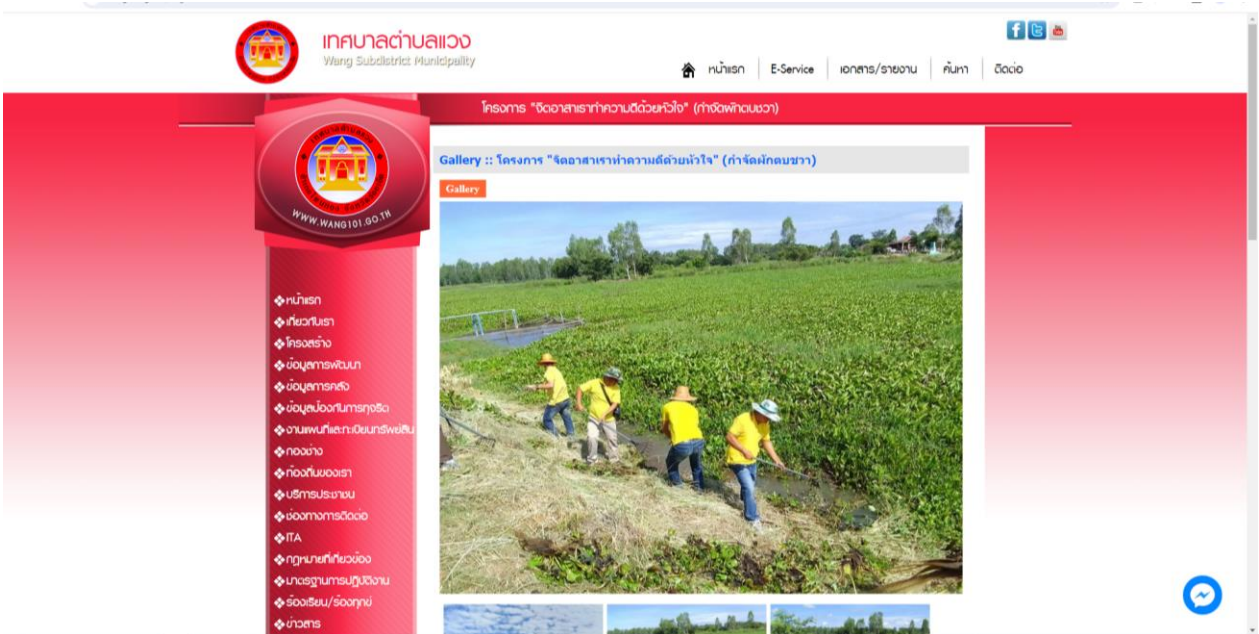 เทศบาลตำบลแวง
Wang Subdistrict Municipality
หน้าแรก
E-Service
เอกสาร/รายงาน
ค้นหา
ติดต่อ
โครงการ "จิตอาสาเราทำความดีด้วยหัวใจ" (กำจัดผักตบชวา)
WWW.WANG101.GO.TH
Gallery :: โครงการ "จิตอาสาเราทำความดีด้วยหัวใจ" (กำจัดผักตบชวา)
Gallery
หน้าแรก
เกี่ยวกับเรา
โครงสร้าง
ข้อมูลการพัฒนา
ข้อมูลการคลัง
ข้อมูลป้องกันการทุจริต
งานแผนที่และทะเบียนทรัพย์สิน
กองช่าง
ท้องถิ่นของเรา
บริการประชาชน
ช่องทางการติดต่อ
ITA
กฎหมายที่เกี่ยวข้อง
มาตรฐานการปฏิบัติงาน
ร้องเรียน/ร้องทุกข์
ข่าวสาร